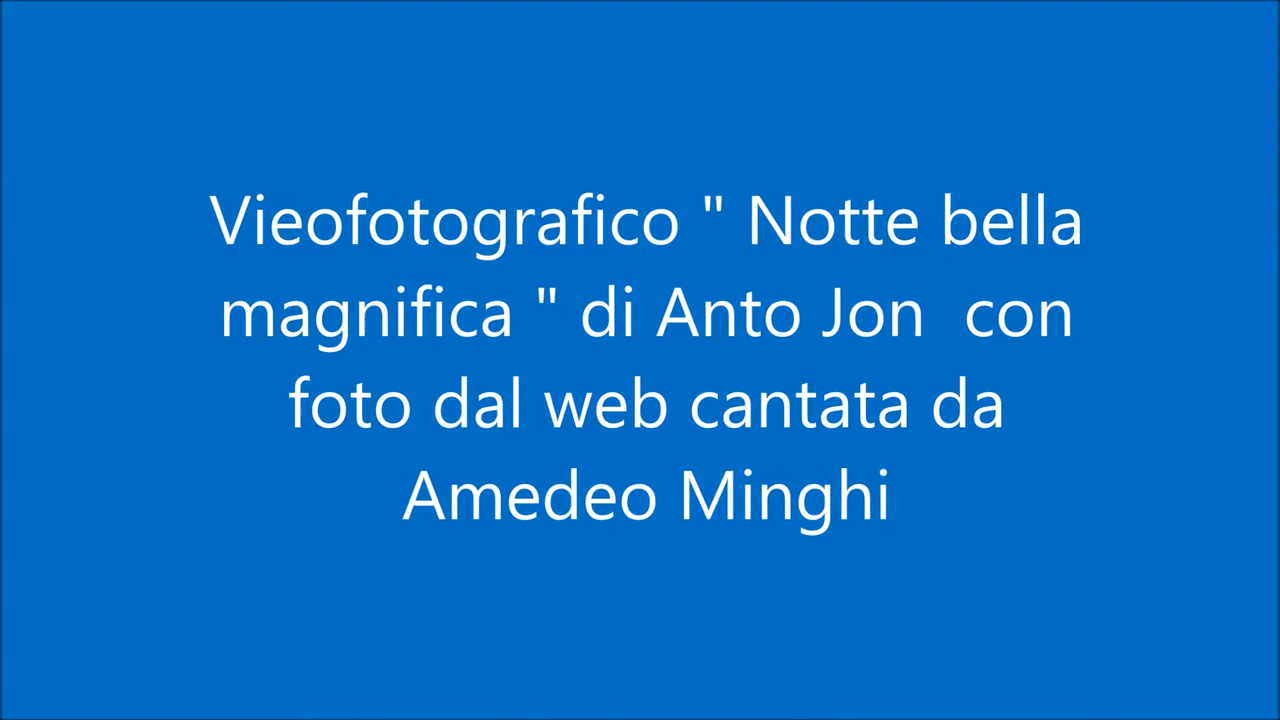 Vieofotografico " Notte bella
magnifica " di Anto Jon  con
foto dal web cantata da
Amedeo Minghi